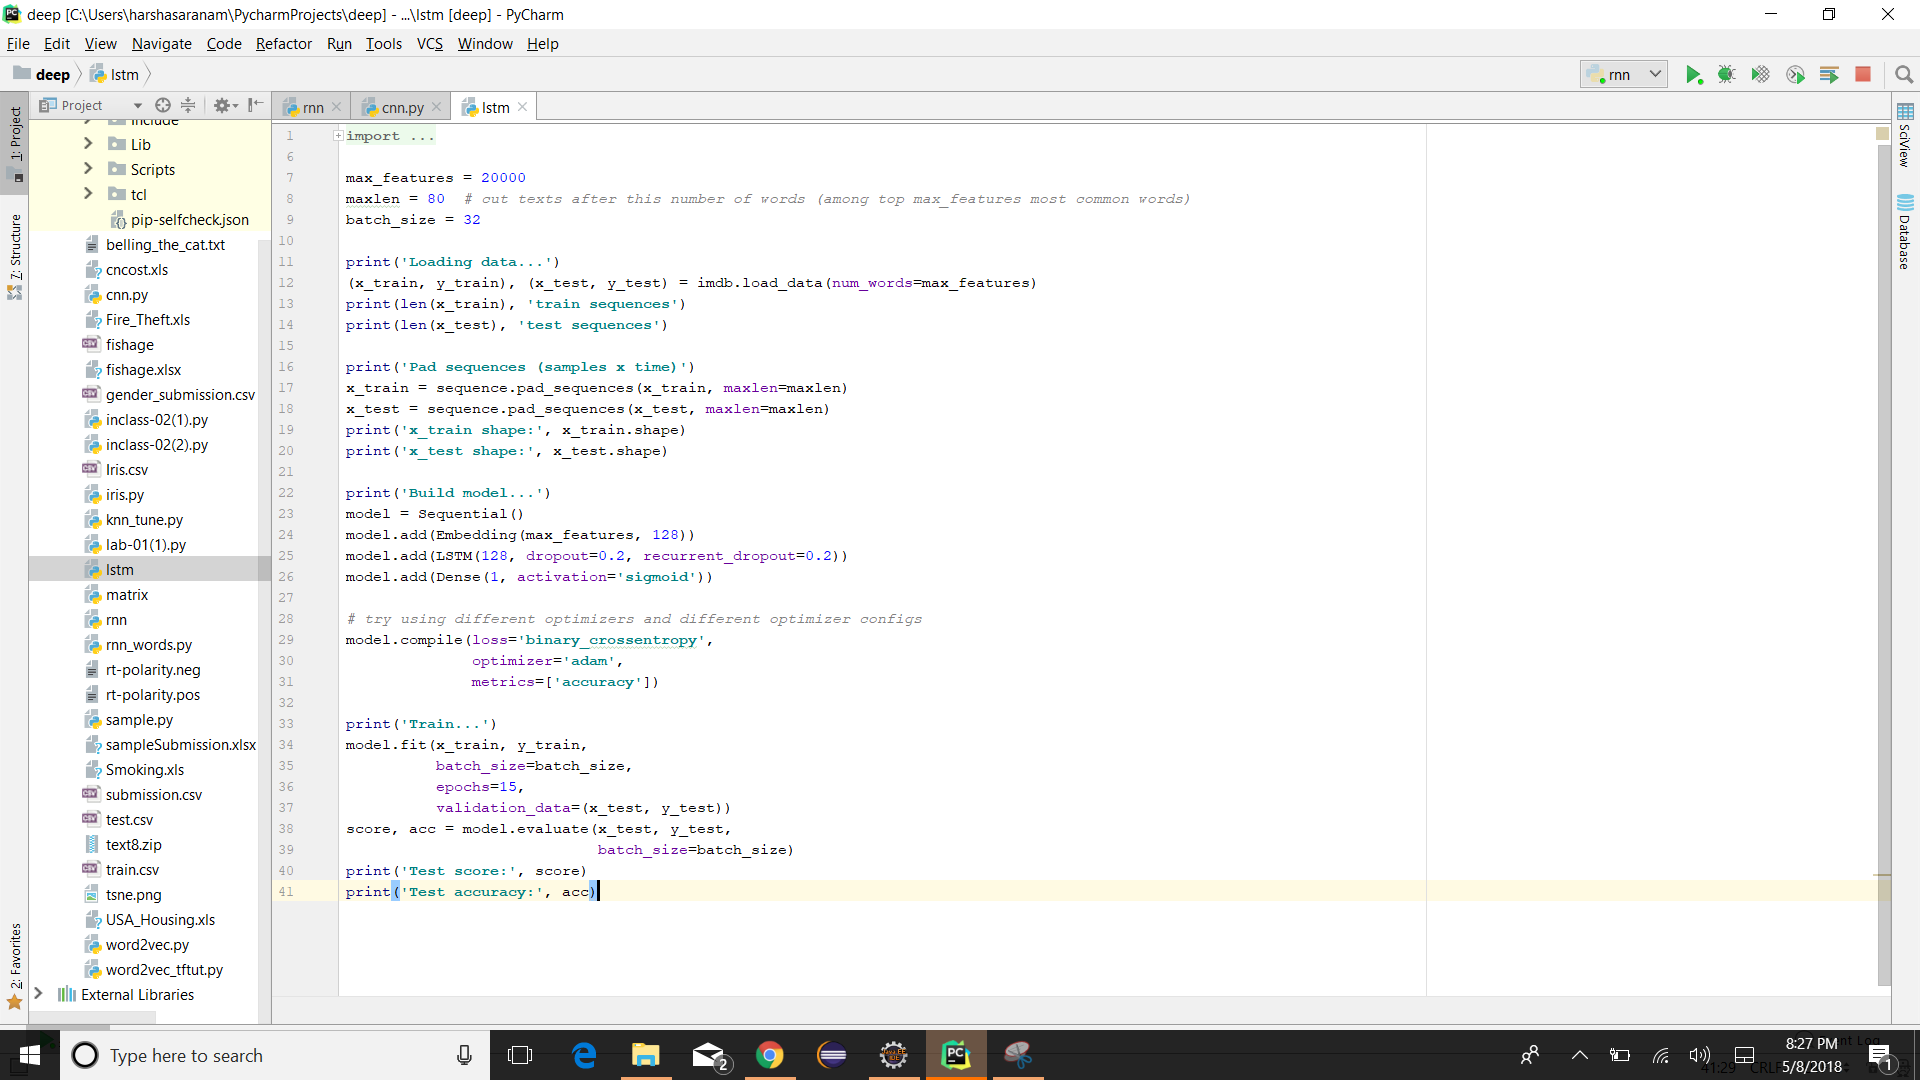 deep [C:\Users\harshasaranam\PycharmProjects\deep] - ...\lstm [deep] - PyCharm
File Edit View Navigate Code Refactor Run Tools VCS Window Help
deep lstm rnn
Project
rnn cnn.py lstm
1: Project
7: Structure
2: Favorites
include
Lib
Scripts
tcl
pip-selfcheck.json
belling_the_cat.txt
cncost.xls
cnn.py
Fire_Theft.xls
fishage
fishage.xlsx
gender_submission.csv
inclass-02(1).py
inclass-02(2).py
Iris.csv
iris.py
knn_tune.py
lab-01(1).py
lstm
matrix
rnn
rnn_words.py
rt-polarity.neg
rt-polarity.pos
sample.py
sampleSubmission.xlsx
Smoking.xls
submission.csv
test.csv
text8.zip
train.csv
tsne.png
USA_Housing.xls
word2vec.py
word2vec_tftut.py
External Libraries
1 import ...
6
7 max_features = 20000
8 maxlen = 80 # cut texts after this number of words (among top max_features most common words)
9 batch_size = 32
10
11 print('Loading data...')
12 (x_train, y_train), (x_test, y_test) = imdb.load_data(num_words=max_features)
13 print(len(x_train), 'train sequences')
14 print(len(x_test), 'test sequences')
15
16 print('Pad sequences (samples x time)')
17 x_train = sequence.pad_sequences(x_train, maxlen=maxlen)
18 x_test = sequence.pad_sequences(x_test, maxlen=maxlen)
19 print('x_train shape:', x_train.shape)
20 print('x_test shape:', x_test.shape)
21
22 print('Build model...')
23 model = Sequential()
24 model.add(Embedding(max_features, 128))
25 model.add(LSTM(128, dropout=0.2, recurrent_dropout=0.2))
26 model.add(Dense(1, activation='sigmoid'))
27
28 # try using different optimizers and different optimizer configs
29 model.compile(loss='binary_crossentropy',
30 optimizer='adam',
31 metrics=['accuracy'])
32
33 print('Train...')
34 model.fit(x_train, y_train,
35 batch_size=batch_size,
36 epochs=15,
37 validation_data=(x_test, y_test))
38 score, acc = model.evaluate(x_test, y_test,
39 batch_size=batch_size)
40 print('Test score:', score)
41 print('Test accuracy:', acc)
SciView
Database
Type here to search
2
PC
8:27 PM
5/8/2018
1
41:29 CRLF